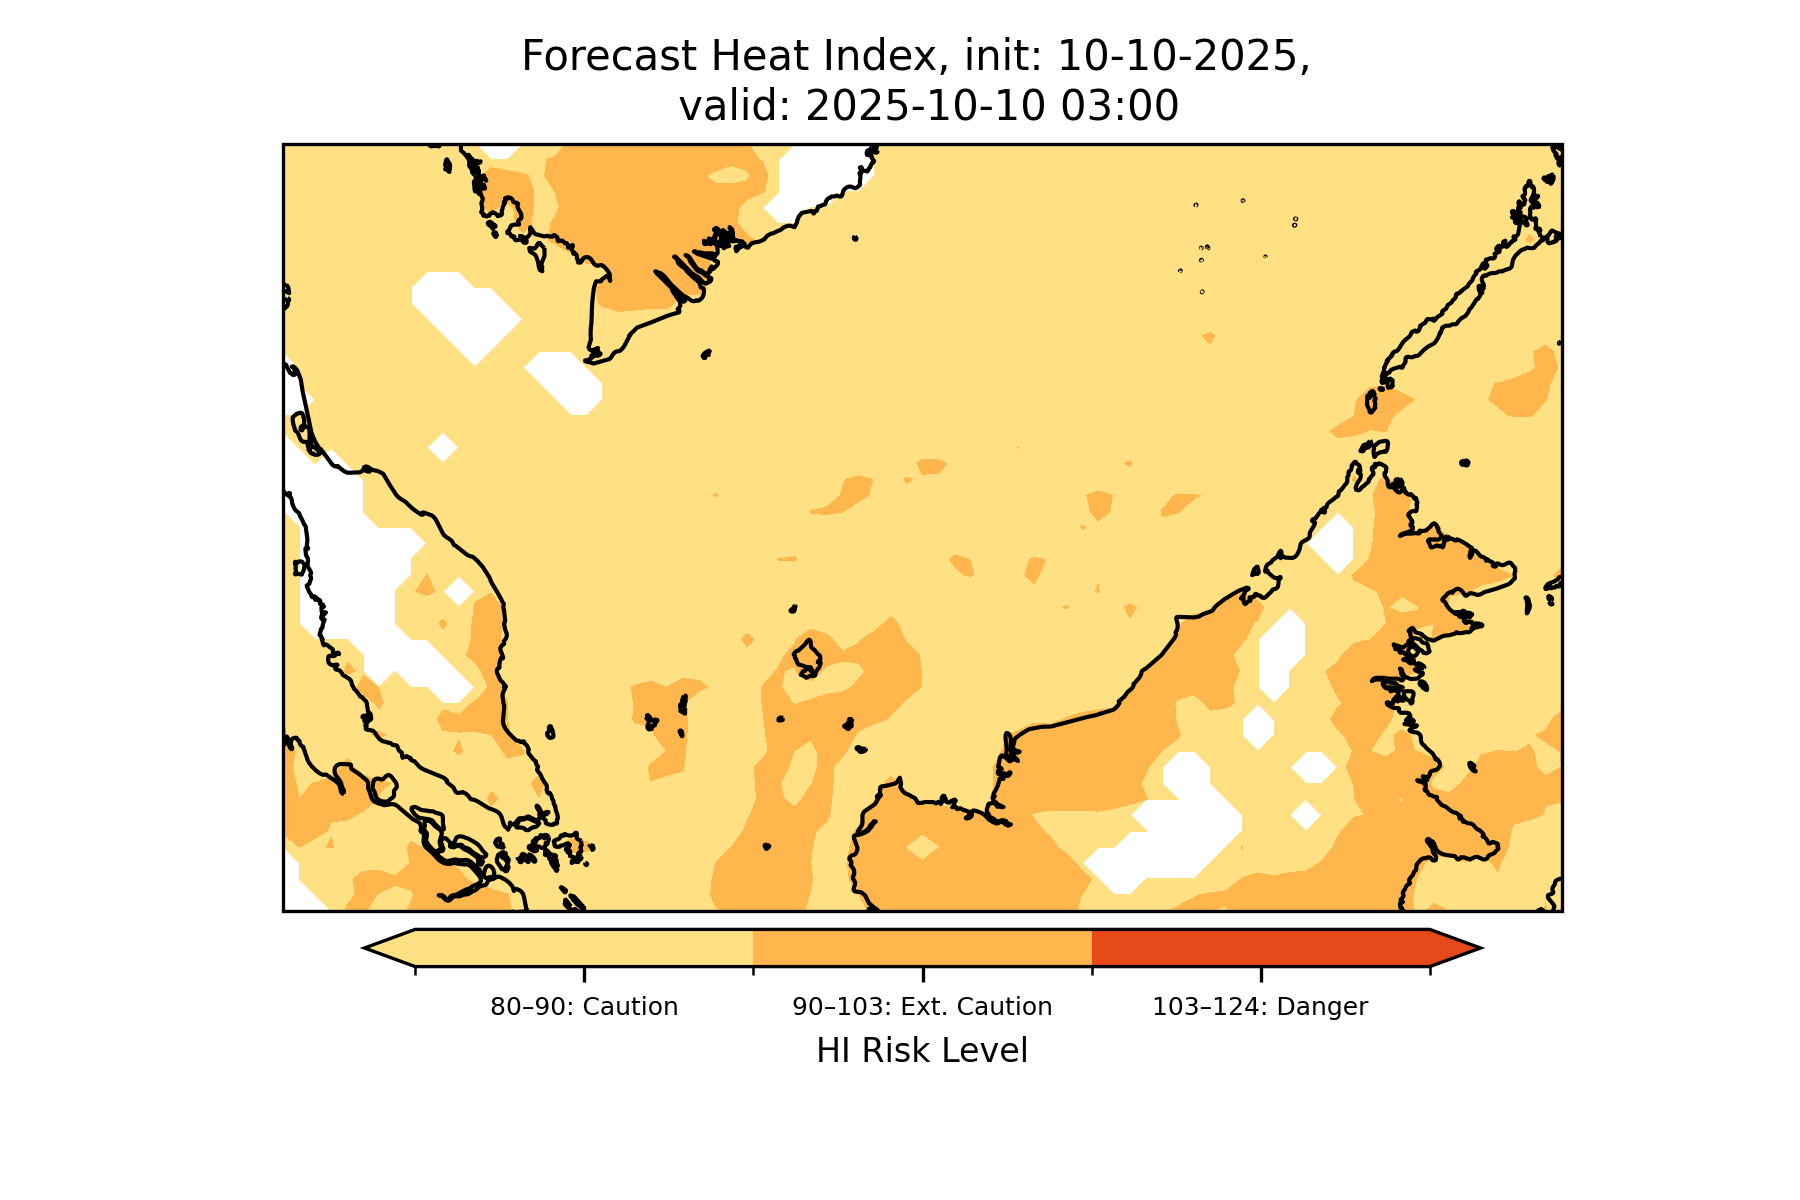 Forecast Heat Index, init: 10-10-2025,
valid: 2025-10-10 03:00
80–90: Caution
90–103: Ext. Caution
103–124: Danger
HI Risk Level